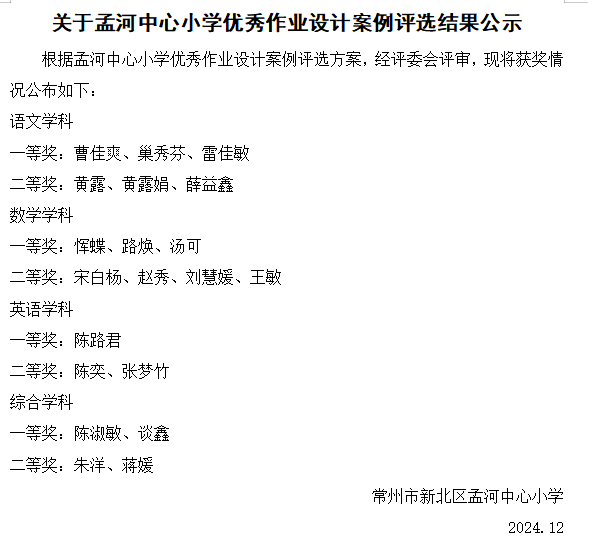 关于孟河中心小学优秀作业设计案例评选结果公示
根据孟河中心小学优秀作业设计案例评选方案，经评委会评审，现将获奖情
况公布如下：
语文学科
一等奖：曹佳爽、巢秀芬、雷佳敏
二等奖：黄露、黄露娟、薛益鑫
数学学科
一等奖：恽蝶、路焕、汤可
二等奖：宋白杨、赵秀、刘慧媛、王敏
英语学科
一等奖：陈路君
二等奖：陈奕、张梦竹
综合学科
一等奖：陈淑敏、谈鑫
二等奖：朱洋、蒋媛
常州市新北区孟河中心小学
2024.12